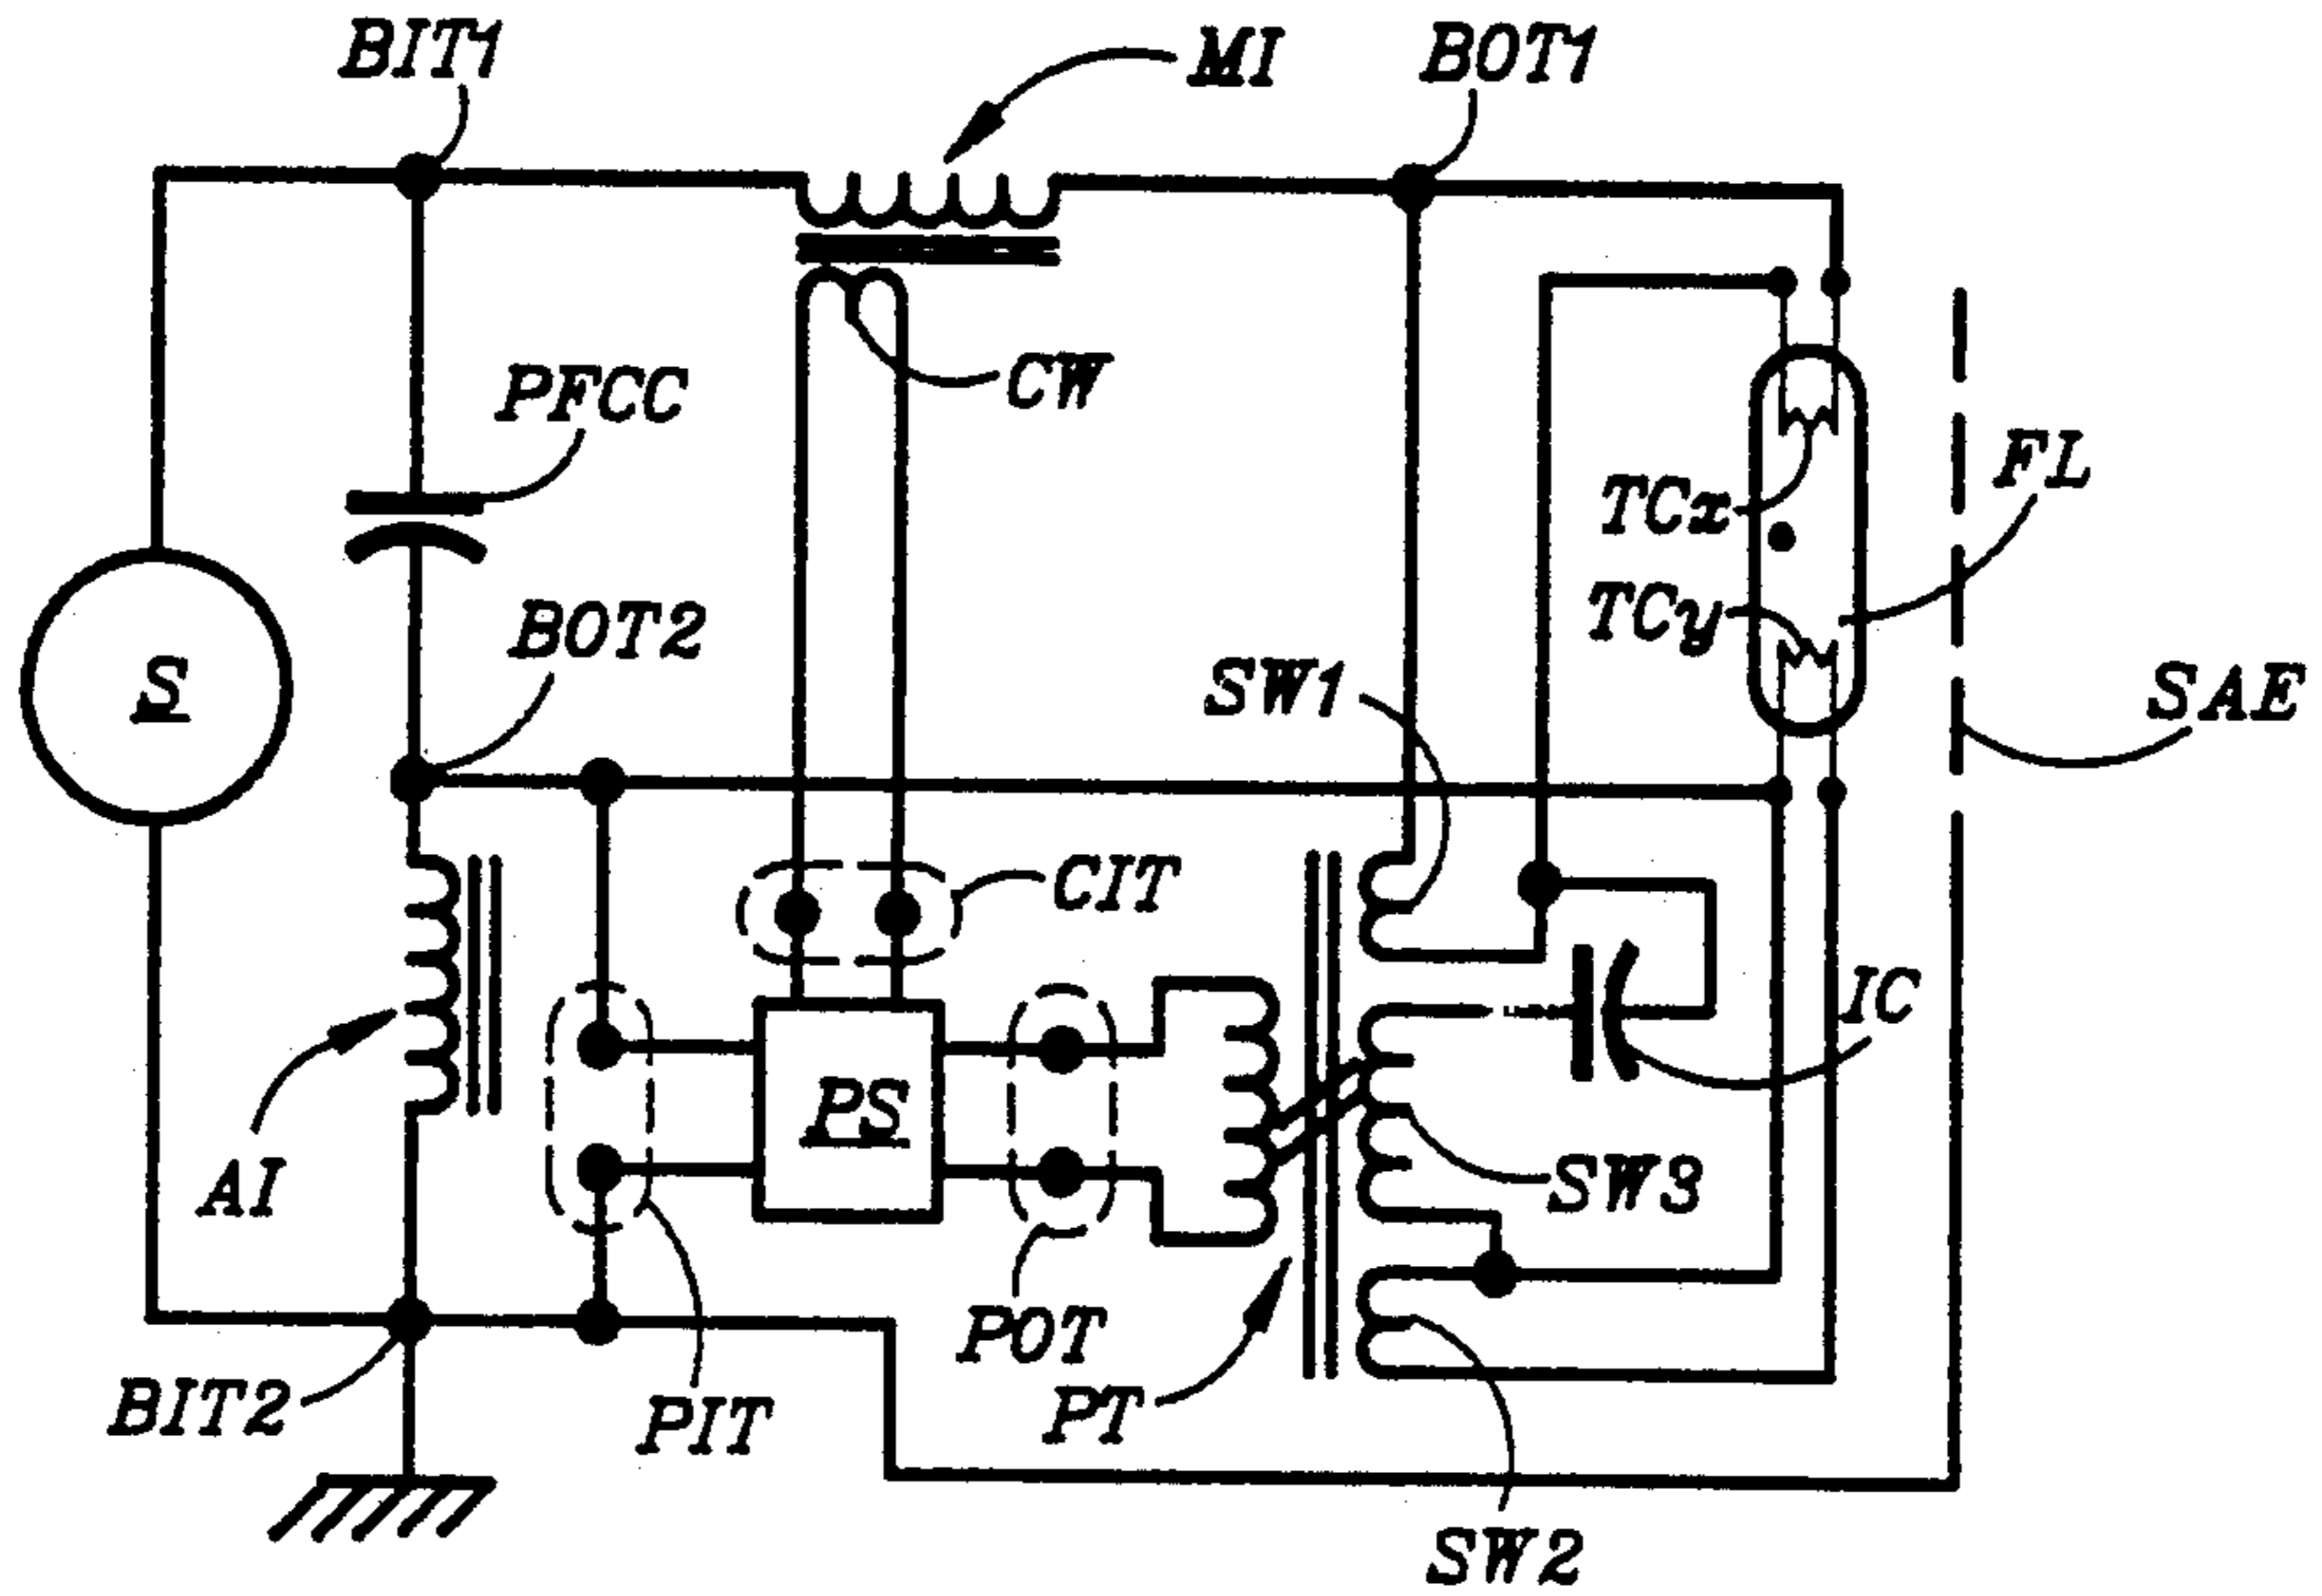 BIT1
MI
BOT1
PFCC
CW
TCx
FL
BOT2
TCy
S
SW1
SAE
CIT
IC
PS
AI
SW3
POT
BIT2
PIT
PT
SW2